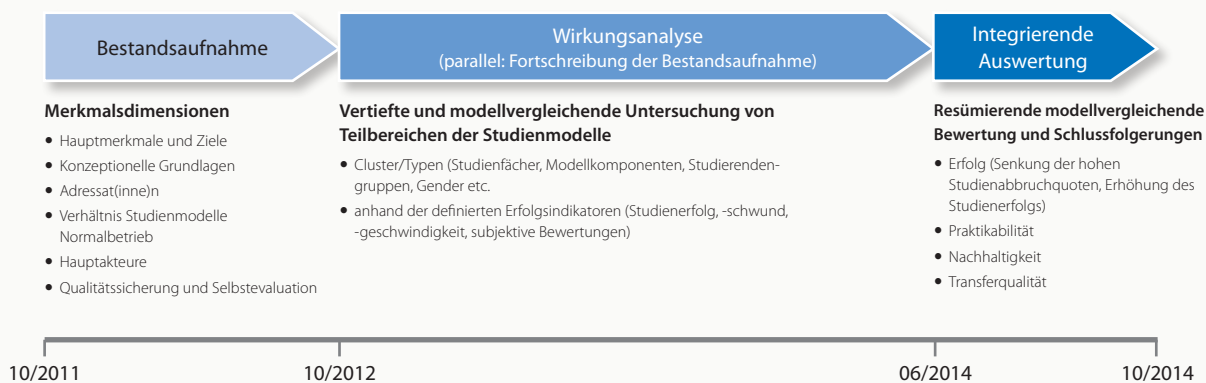 Bestandsaufnahme
Wirkungsanalyse
(parallel: Fortschreibung der Bestandsaufnahme)
Integrierende
Auswertung
Merkmalsdimensionen
• Hauptmerkmale und Ziele
• Konzeptionelle Grundlagen
• Adressat(inne)n
• Verhältnis Studienmodelle
Normalbetrieb
• Hauptakteure
• Qualitätssicherung und Selbstevaluation
Vertiefte und modellvergleichende Untersuchung von
Teilbereichen der Studienmodelle
• Cluster/Typen (Studienfächer, Modellkomponenten, Studierenden-
gruppen, Gender etc.
• anhand der definierten Erfolgsindikatoren (Studienerfolg, -schwund,
-geschwindigkeit, subjektive Bewertungen)
Resümierende modellvergleichende
Bewertung und Schlussfolgerungen
• Erfolg (Senkung der hohen
Studienabbruchquoten, Erhöhung des
Studienerfolgs)
• Praktikabilität
• Nachhaltigkeit
• Transferqualität
10/2011
10/2012
06/2014
10/2014